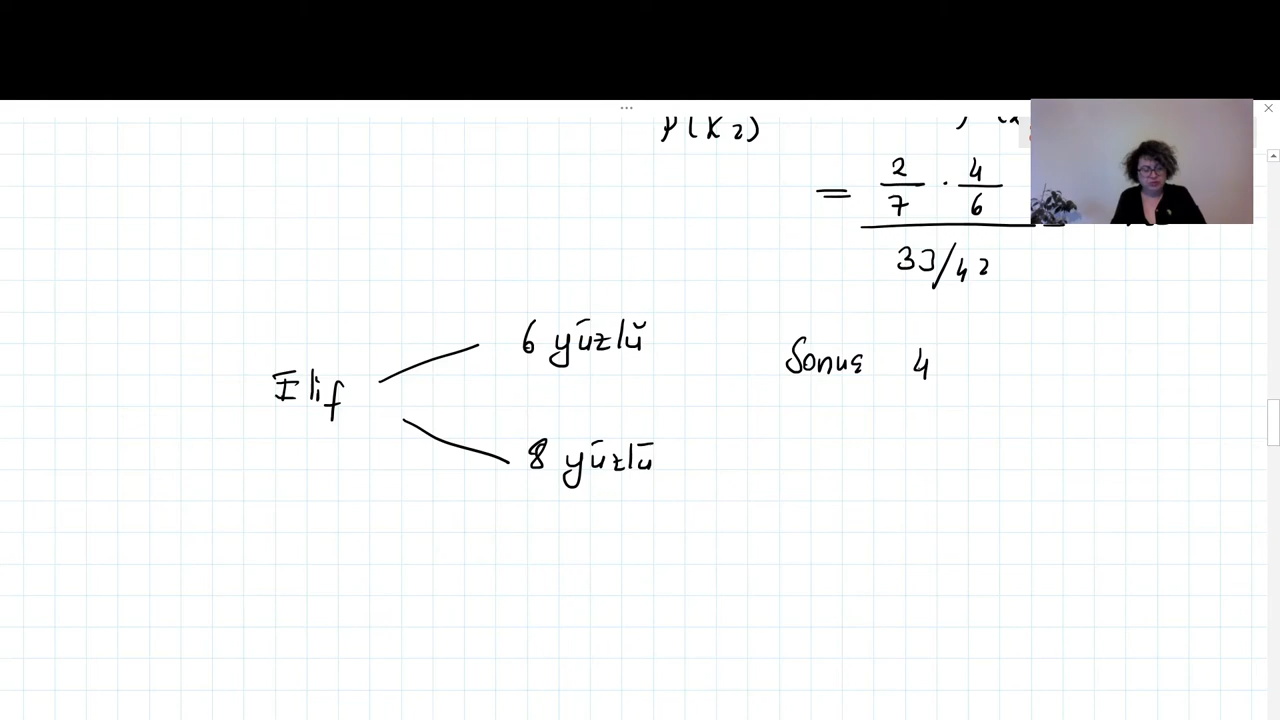 P(K2)
= 2/7 · 4/6
33/42
6 yüzlü
Sonuç 4
Elif
8 yüzlü